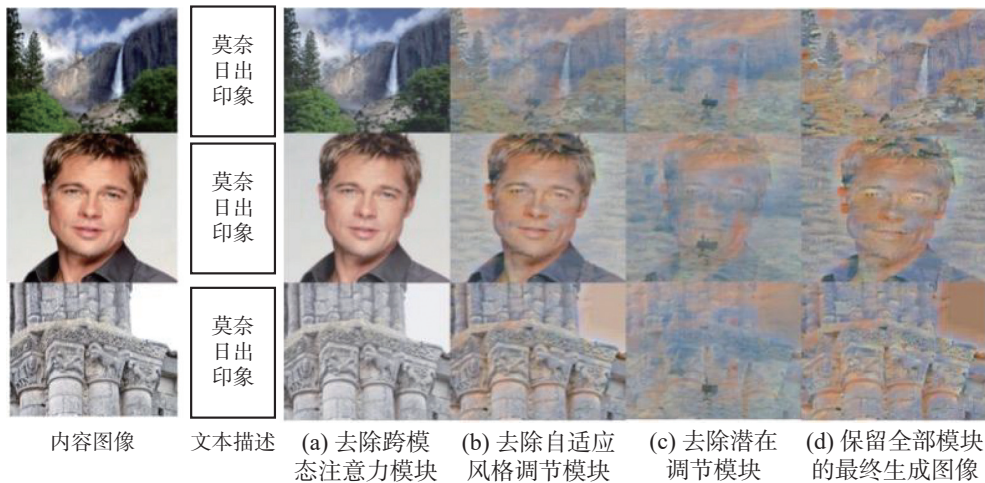 莫奈
日出
印象
莫奈
日出
印象
莫奈
日出
印象
内容图像
文本描述
(a) 去除跨模
态注意力模块
(b) 去除自适应
风格调节模块
(c) 去除潜在
调节模块
(d) 保留全部模块
的最终生成图像